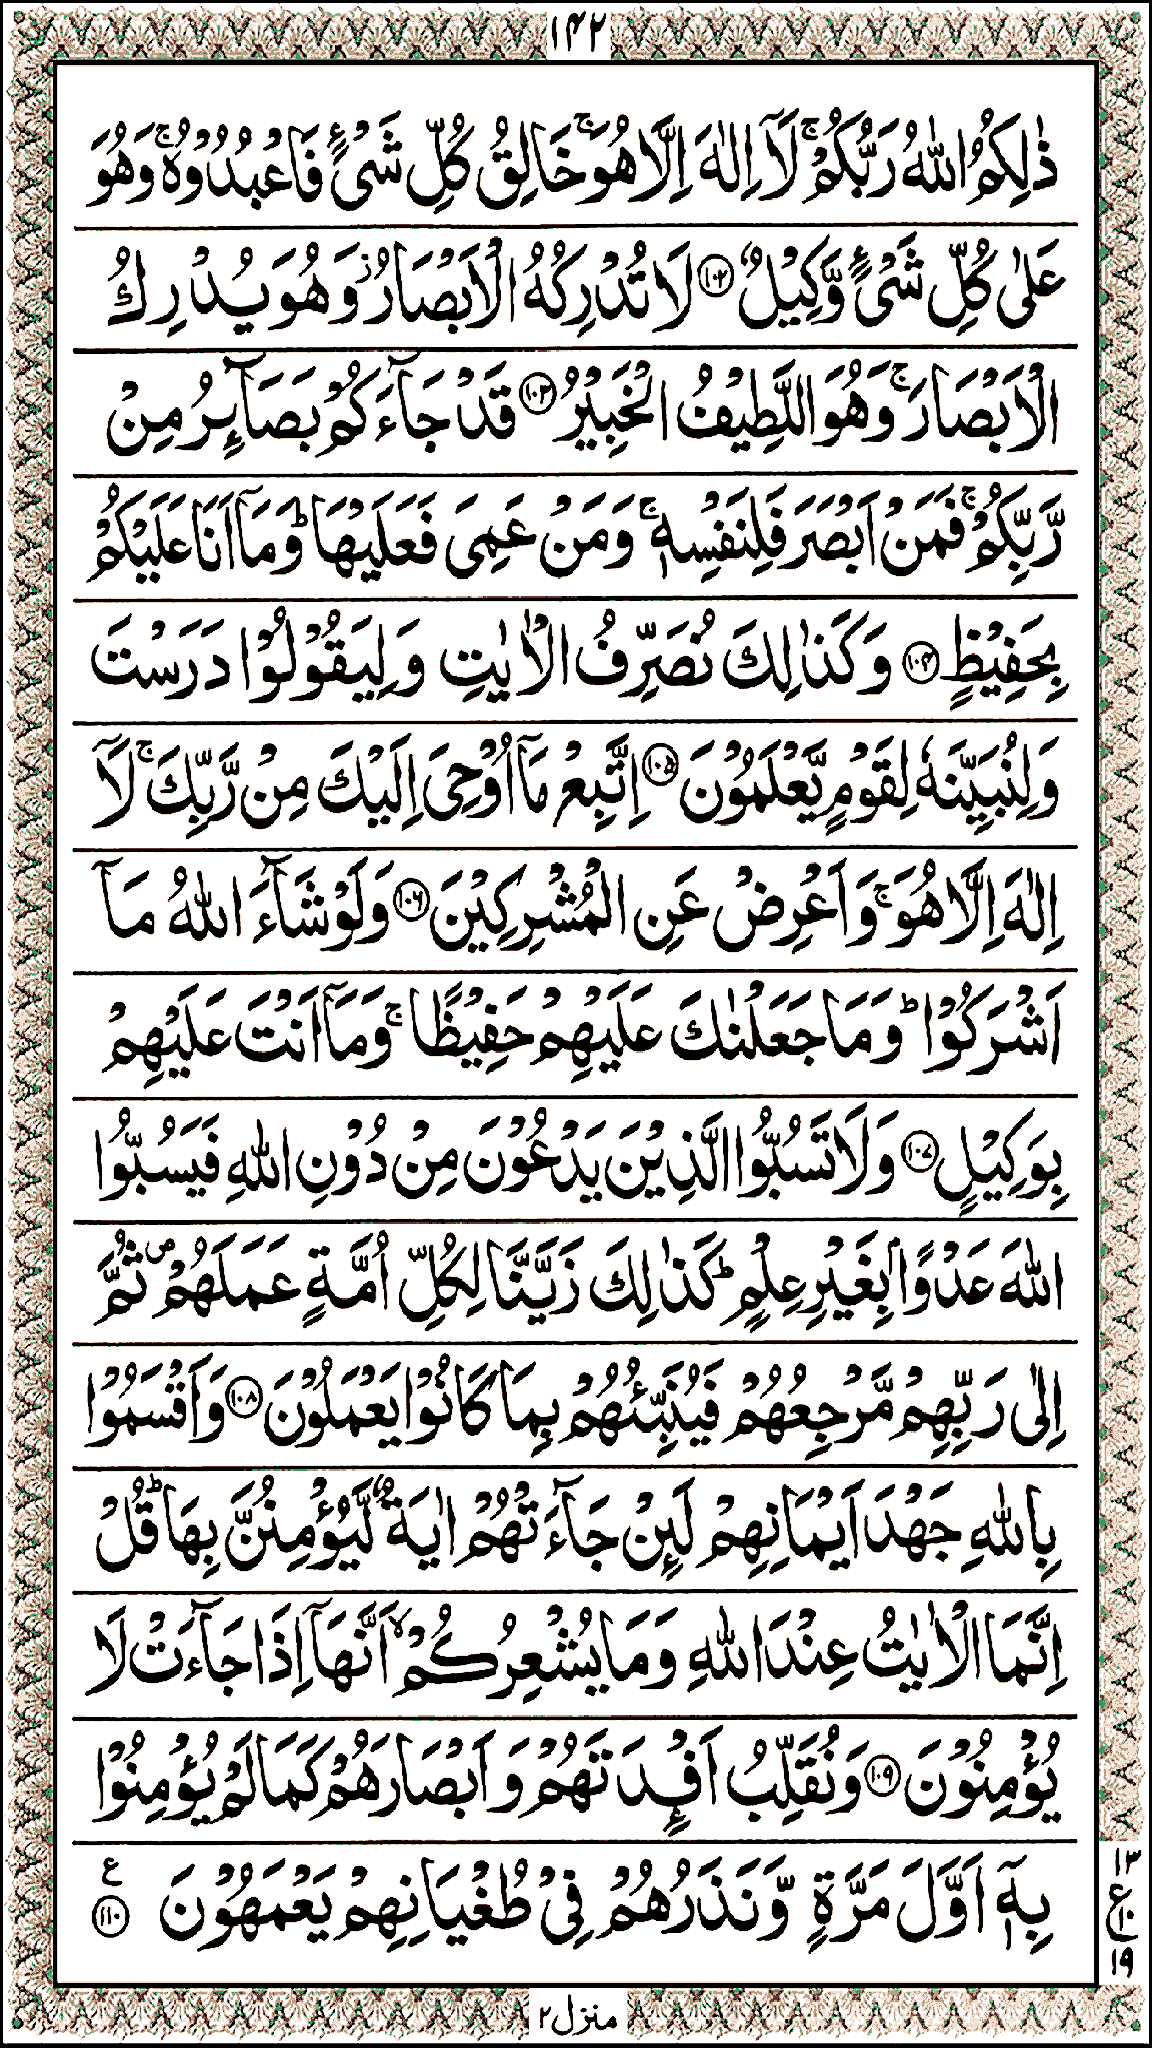 ۱۴۲
ذٰلِكُمُ اللّٰهُ رَبُّكُمْ ۚ لَاۤ اِلٰهَ اِلَّا هُوَ ۚ خَالِقُ كُلِّ شَیْءٍ فَاعْبُدُوْهُ ۚ وَهُوَ
عَلٰی كُلِّ شَیْءٍ وَّكِیْلٌ ﴿۱۰۲﴾ لَا تُدْرِكُهُ الْاَبْصَارُ ؗ وَهُوَ یُدْرِكُ
الْاَبْصَارَ ۚ وَهُوَ اللَّطِیْفُ الْخَبِیْرُ ﴿۱۰۳﴾ قَدْ جَآءَكُمْ بَصَآىِٕرُ مِنْ
رَّبِّكُمْ ۚ فَمَنْ اَبْصَرَ فَلِنَفْسِهٖ ۚ وَمَنْ عَمِیَ فَعَلَیْهَا ؕ وَمَاۤ اَنَا عَلَیْكُمْ
بِحَفِیْظٍ ﴿۱۰۴﴾ وَكَذٰلِكَ نُصَرِّفُ الْاٰیٰتِ وَلِیَقُوْلُوْا دَرَسْتَ
وَلِنُبَیِّنَهٗ لِقَوْمٍ یَّعْلَمُوْنَ ﴿۱۰۵﴾ اِتَّبِعْ مَاۤ اُوْحِیَ اِلَیْكَ مِنْ رَّبِّكَ ۚ لَاۤ
اِلٰهَ اِلَّا هُوَ ۚ وَاَعْرِضْ عَنِ الْمُشْرِكِیْنَ ﴿۱۰۶﴾ وَلَوْ شَآءَ اللّٰهُ مَاۤ
اَشْرَكُوْا ؕ وَمَا جَعَلْنٰكَ عَلَیْهِمْ حَفِیْظًا ۚ وَمَاۤ اَنْتَ عَلَیْهِمْ
بِوَكِیْلٍ ﴿۱۰۷﴾ وَلَا تَسُبُّوا الَّذِیْنَ یَدْعُوْنَ مِنْ دُوْنِ اللّٰهِ فَیَسُبُّوا
اللّٰهَ عَدْوًۢا بِغَیْرِ عِلْمٍ ؕ كَذٰلِكَ زَیَّنَّا لِكُلِّ اُمَّةٍ عَمَلَهُمْ ۪ ثُمَّ
اِلٰی رَبِّهِمْ مَّرْجِعُهُمْ فَیُنَبِّئُهُمْ بِمَا كَانُوْا یَعْمَلُوْنَ ﴿۱۰۸﴾ وَاَقْسَمُوْا
بِاللّٰهِ جَهْدَ اَیْمَانِهِمْ لَىِٕنْ جَآءَتْهُمْ اٰیَةٌ لَّیُؤْمِنُنَّ بِهَا ؕ قُلْ
اِنَّمَا الْاٰیٰتُ عِنْدَ اللّٰهِ وَمَا یُشْعِرُكُمْ ۙ اَنَّهَاۤ اِذَا جَآءَتْ لَا
یُؤْمِنُوْنَ ﴿۱۰۹﴾ وَنُقَلِّبُ اَفْـِٕدَتَهُمْ وَاَبْصَارَهُمْ كَمَا لَمْ یُؤْمِنُوْا
بِهٖۤ اَوَّلَ مَرَّةٍ وَّنَذَرُهُمْ فِیْ طُغْیَانِهِمْ یَعْمَهُوْنَ ﴿۱۱۰﴾ ع
۱۳
ع ۱۰
۱۹
منزل ۲